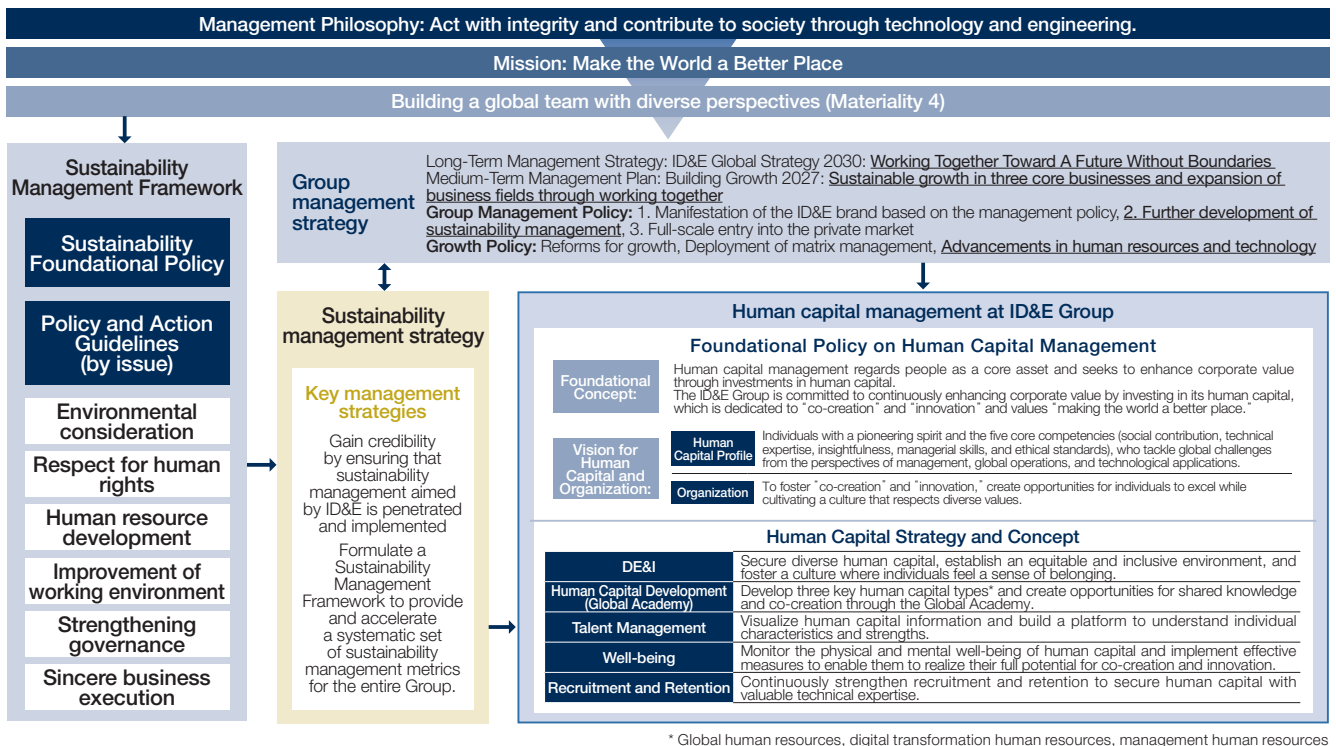 Management Philosophy: Act with integrity and contribute to society through technology and engineering.
Mission: Make the World a Better Place
Building a global team with diverse perspectives (Materiality 4)
Sustainability
Management Framework
Sustainability
Foundational Policy
Policy and Action
Guidelines
(by issue)
Environmental
consideration
Respect for human
rights
Human resource
development
Improvement of
working environment
Strengthening
governance
Sincere business
execution
Group
management
strategy
Long-Term Management Strategy: ID&E Global Strategy 2030: Working Together Toward A Future Without Boundaries
Medium-Term Management Plan: Building Growth 2027: Sustainable growth in three core businesses and expansion of
business fields through working together
Group Management Policy: 1. Manifestation of the ID&E brand based on the management policy, 2. Further development of
sustainability management, 3. Full-scale entry into the private market
Growth Policy: Reforms for growth, Deployment of matrix management, Advancements in human resources and technology
Sustainability
management strategy
Key management
strategies
Gain credibility
by ensuring that
sustainability
management aimed
by ID&E is penetrated
and implemented
Formulate a
Sustainability
Management
Framework to provide
and accelerate
a systematic set
of sustainability
management metrics
for the entire Group.
Human capital management at ID&E Group
Foundational Policy on Human Capital Management
Foundational
Concept:
Human capital management regards people as a core asset and seeks to enhance corporate value
through investments in human capital.
The ID&E Group is committed to continuously enhancing corporate value by investing in its human capital,
which is dedicated to "co-creation" and "innovation" and values "making the world a better place."
Vision for
Human
Capital and
Organization:
Human
Capital Profile
Individuals with a pioneering spirit and the five core competencies (social contribution, technical
expertise, insightfulness, managerial skills, and ethical standards), who tackle global challenges
from the perspectives of management, global operations, and technological applications.
Organization
To foster "co-creation" and "innovation," create opportunities for individuals to excel while
cultivating a culture that respects diverse values.
Human Capital Strategy and Concept
DE&I
Secure diverse human capital, establish an equitable and inclusive environment, and
foster a culture where individuals feel a sense of belonging.
Human Capital Development
(Global Academy)
Develop three key human capital types* and create opportunities for shared knowledge
and co-creation through the Global Academy.
Talent Management
Visualize human capital information and build a platform to understand individual
characteristics and strengths.
Well-being
Monitor the physical and mental well-being of human capital and implement effective
measures to enable them to realize their full potential for co-creation and innovation.
Recruitment and Retention
Continuously strengthen recruitment and retention to secure human capital with
valuable technical expertise.
* Global human resources, digital transformation human resources, management human resources